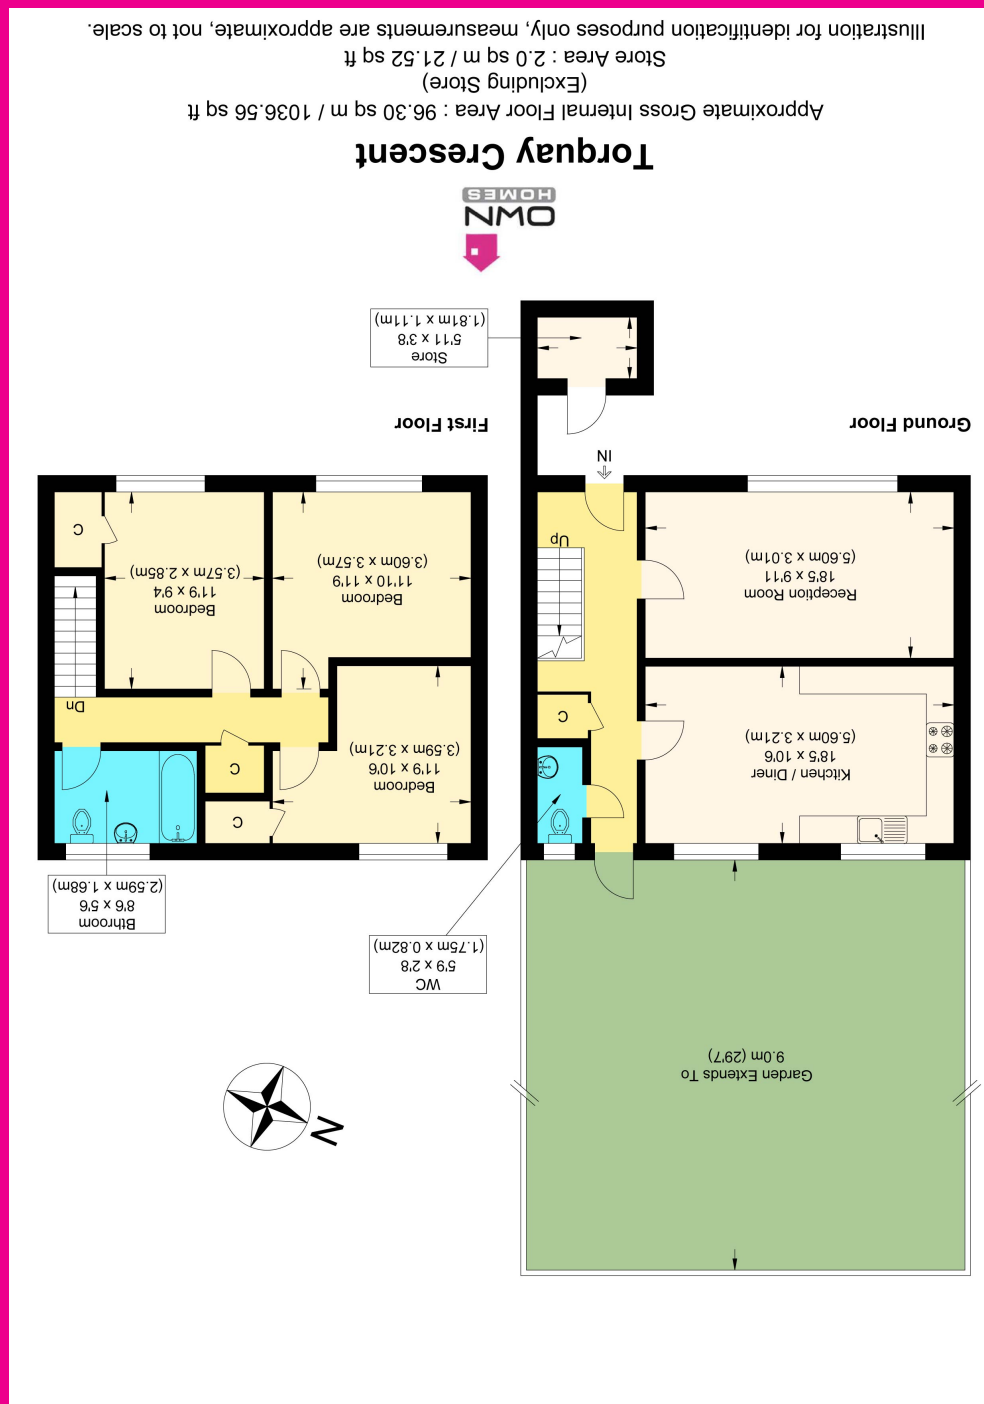 Garden Extends To
9.0m (29'7)
N
WC
5'9 x 2'8
(1.75m x 0.82m)
Kitchen / Diner
18'5 x 10'6
(5.60m x 3.21m)
C
Reception Room
18'5 x 9'11
(5.60m x 3.01m)
Up
IN
Ground Floor
Store
5'11 x 3'8
(1.81m x 1.11m)
Bthroom
8'6 x 5'6
(2.59m x 1.68m)
Bedroom
11'9 x 10'6
(3.59m x 3.21m)
C
C
Dn
Bedroom
11'10 x 11'9
(3.60m x 3.57m)
Bedroom
11'9 x 9'4
(3.57m x 2.85m)
C
First Floor
OWN
HOMES
Torquay Crescent
Approximate Gross Internal Floor Area : 96.30 sq m / 1036.56 sq ft
(Excluding Store)
Store Area : 2.0 sq m / 21.52 sq ft
Illustration for identification purposes only, measurements are approximate, not to scale.